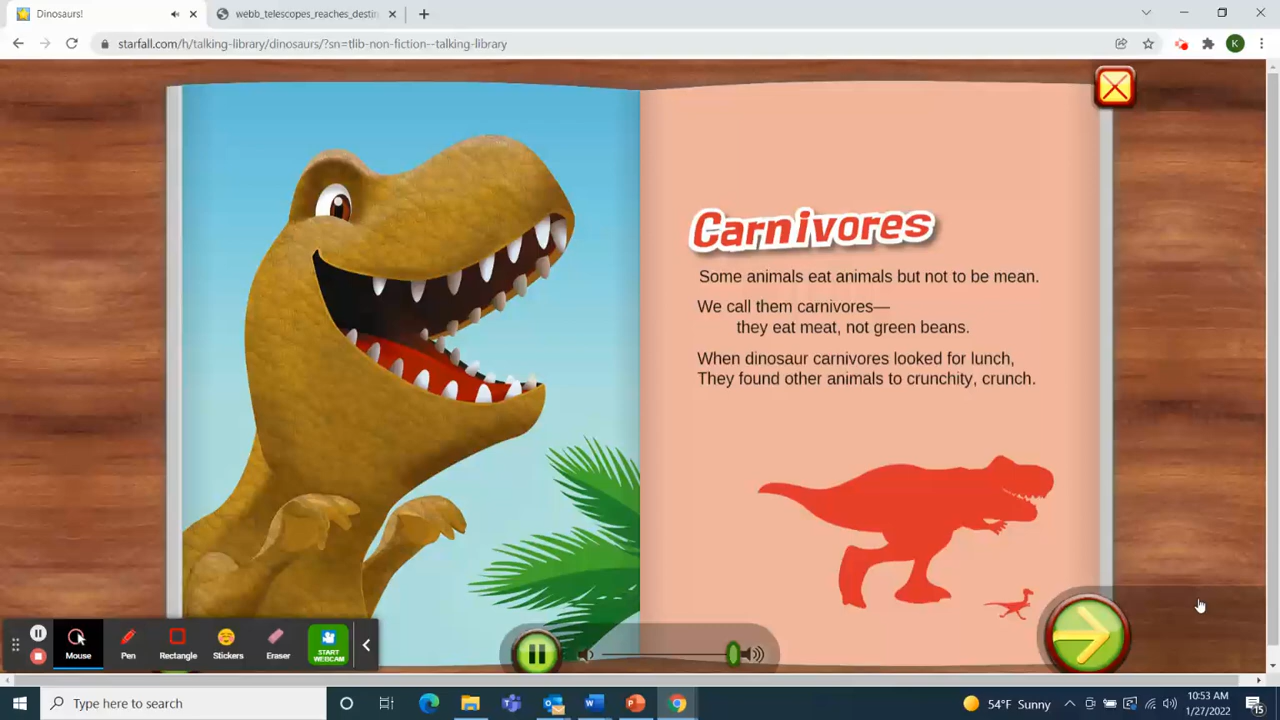 Dinosaurs!
webb_telescopes_reaches_destin
starfall.com/h/talking-library/dinosaurs/?sn=tlib-non-fiction--talking-library
K
Carnivores
Some animals eat animals but not to be mean.
We call them carnivores—
they eat meat, not green beans.
When dinosaur carnivores looked for lunch,
They found other animals to crunchity, crunch.
Mouse
Pen
Rectangle
Stickers
Eraser
START
WEBCAM
Type here to search
54°F Sunny
10:53 AM
1/27/2022
15